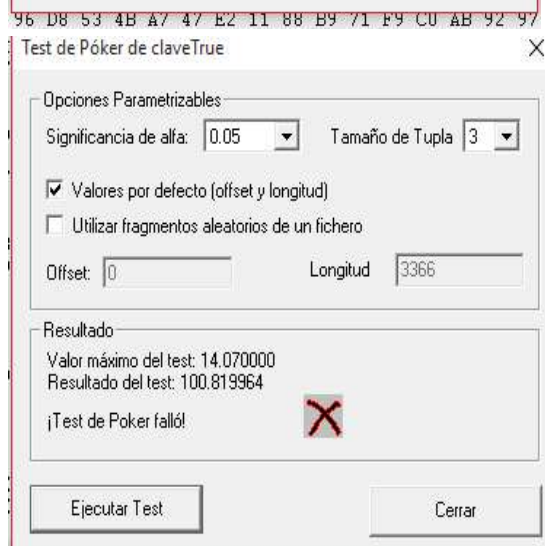 96 D8 53 4B A7 47 E2 11 88 B9 71 F9 C0 AB 92 97
Test de Póker de claveTrue
Opciones Parametrizables
Significancia de alfa: 0.05 Tamaño de Tupla 3
Valores por defecto (offset y longitud)
Utilizar fragmentos aleatorios de un fichero
Offset: 0 Longitud 3366
Resultado
Valor máximo del test: 14.070000
Resultado del test: 100.819964
¡Test de Poker falló!
Ejecutar Test Cerrar